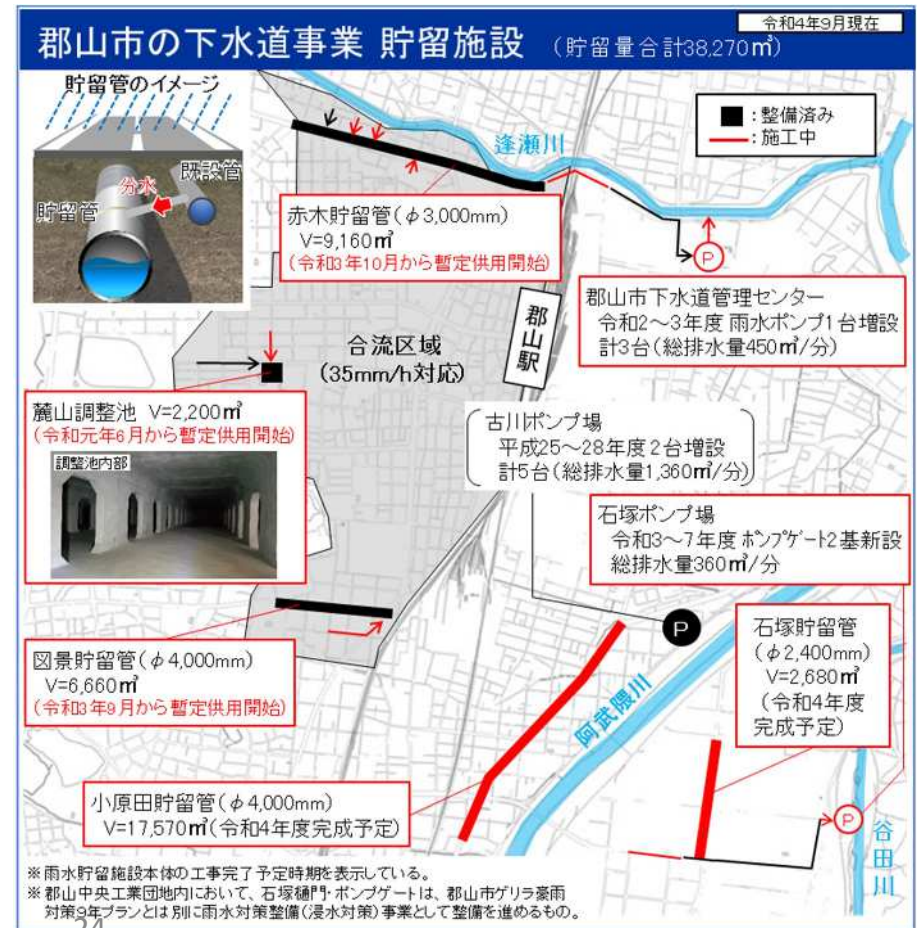 令和4年9月現在
郡山市の下水道事業 貯留施設 (貯留量合計38,270㎥)
貯留管のイメージ
既設管
分水
貯留管
■：整備済み
―：施工中
逢瀬川
赤木貯留管(φ3,000mm)
V=9,160㎥
(令和3年10月から暫定供用開始)
P
郡山市下水道管理センター
令和2～3年度 雨水ポンプ1台増設
計3台(総排水量450㎥/分)
郡山駅
合流区域
(35mm/h対応)
麓山調整池 V=2,200㎥
(令和元年6月から暫定供用開始)
調整池内部
古川ポンプ場
平成25～28年度 2台増設
計5台(総排水量1,360㎥/分)
石塚ポンプ場
令和3～7年度 ポンプゲート2基新設
総排水量360㎥/分
P
石塚貯留管
(φ2,400mm)
V=2,680㎥
(令和4年度
完成予定)
図景貯留管(φ4,000mm)
V=6,660㎥
(令和3年9月から暫定供用開始)
阿武隈川
小原田貯留管(φ4,000mm)
V=17,570㎥(令和4年度完成予定)
P
谷田川
※雨水貯留施設本体の工事完了予定時期を表示している。
※郡山中央工業団地内において、石塚樋門・ポンプゲートは、郡山市ゲリラ豪雨
対策9年プランとは別に雨水対策整備(浸水対策)事業として整備を進めるもの。
24